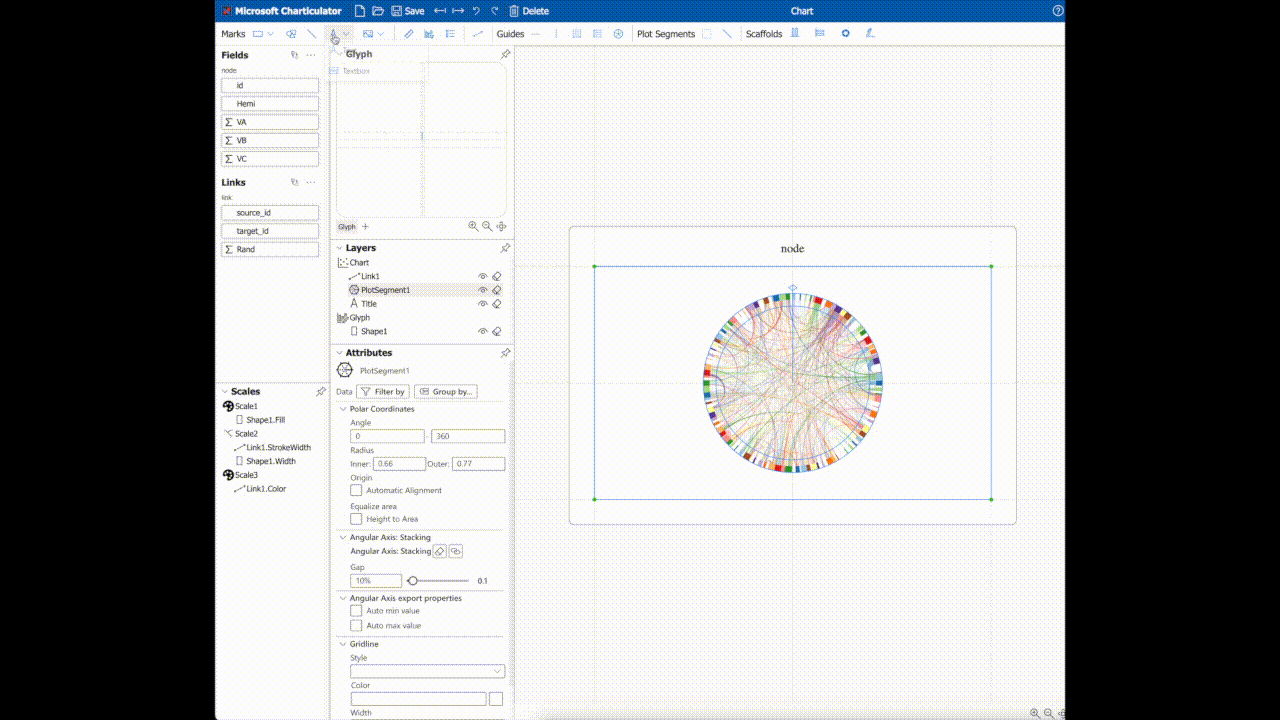 Microsoft Charticulator Save Delete Chart
Marks Guides Plot Segments Scaffolds
Fields
node
id
Hemi
Σ VA
Σ VB
Σ VC
Links
link
source_id
target_id
Σ Rand
Scales
Scale1
Shape1.Fill
Scale2
Link1.StrokeWidth
Shape1.Width
Scale3
Link1.Color
Glyph
Textbox
Glyph +
Layers
Chart
Link1
PlotSegment1
Title
Glyph
Shape1
Attributes
PlotSegment1
Data Filter by Group by...
Polar Coordinates
Angle
0 - 360
Radius
Inner: 0.66 Outer: 0.77
Origin
Automatic Alignment
Equalize area
Height to Area
Angular Axis: Stacking
Angular Axis: Stacking
Gap
10% 0.1
Angular Axis export properties
Auto min value
Auto max value
Gridline
Style
Color
Width
node